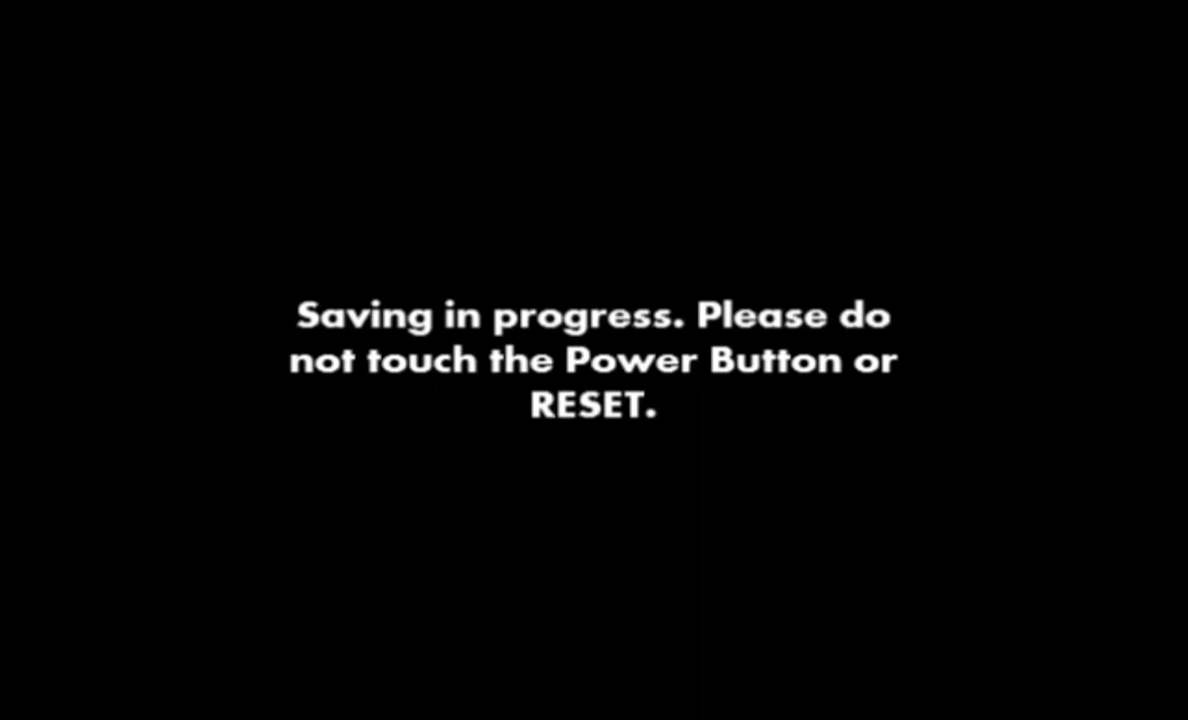 Saving in progress. Please do
not touch the Power Button or
RESET.